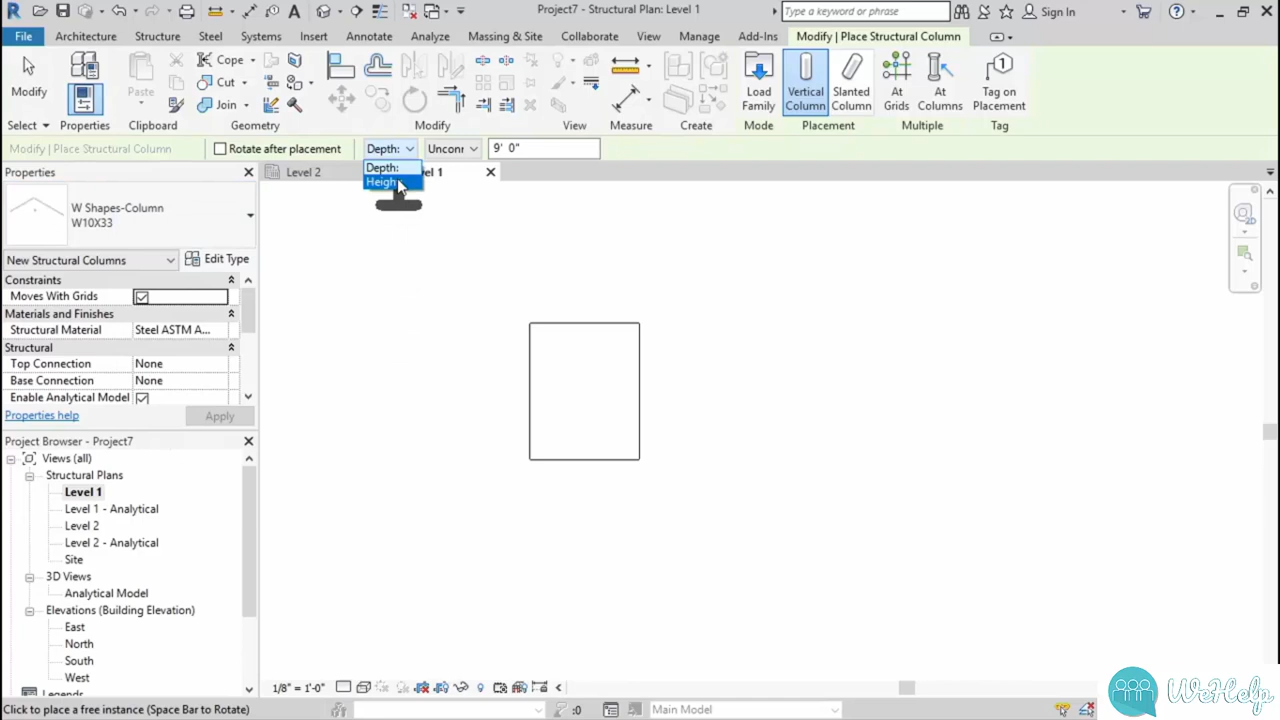 Project7 - Structural Plan: Level 1
Type a keyword or phrase
Sign In
File Architecture Structure Steel Systems Insert Annotate Analyze Massing & Site Collaborate View Manage Add-Ins Modify | Place Structural Column
Modify
Paste
Cope
Cut
Join
Load Family
Vertical Column
Slanted Column
At Grids
At Columns
Tag on Placement
Select Properties Clipboard Geometry Modify View Measure Create Mode Placement Multiple Tag
Modify | Place Structural Column
Rotate after placement
Depth:
Unconr
9' 0"
Depth:
Properties
Level 2
W Shapes-Column
W10X33
New Structural Columns
Edit Type
Constraints
Moves With Grids
Materials and Finishes
Structural Material Steel ASTM A...
Structural
Top Connection None
Base Connection None
Enable Analytical Model
Properties help
Apply
Project Browser - Project7
Views (all)
Structural Plans
Level 1
Level 1 - Analytical
Level 2
Level 2 - Analytical
Site
3D Views
Analytical Model
Elevations (Building Elevation)
East
North
South
West
Legends
2D
1/8" = 1'-0"
Click to place a free instance (Space Bar to Rotate)
:0
Main Model
WeHelp